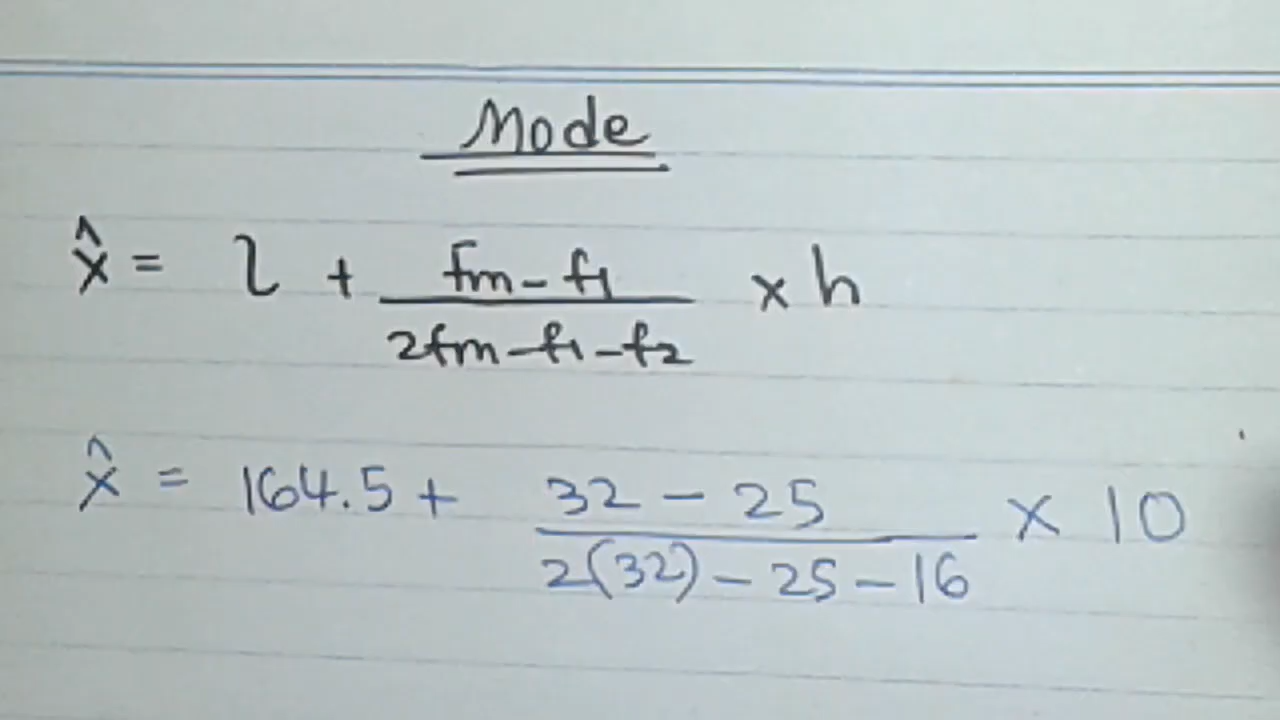 Mode
x̂ = l + fm - f1 / 2fm - f1 - f2 × h
x̂ = 164.5 + 32 - 25 / 2(32) - 25 - 16 × 10